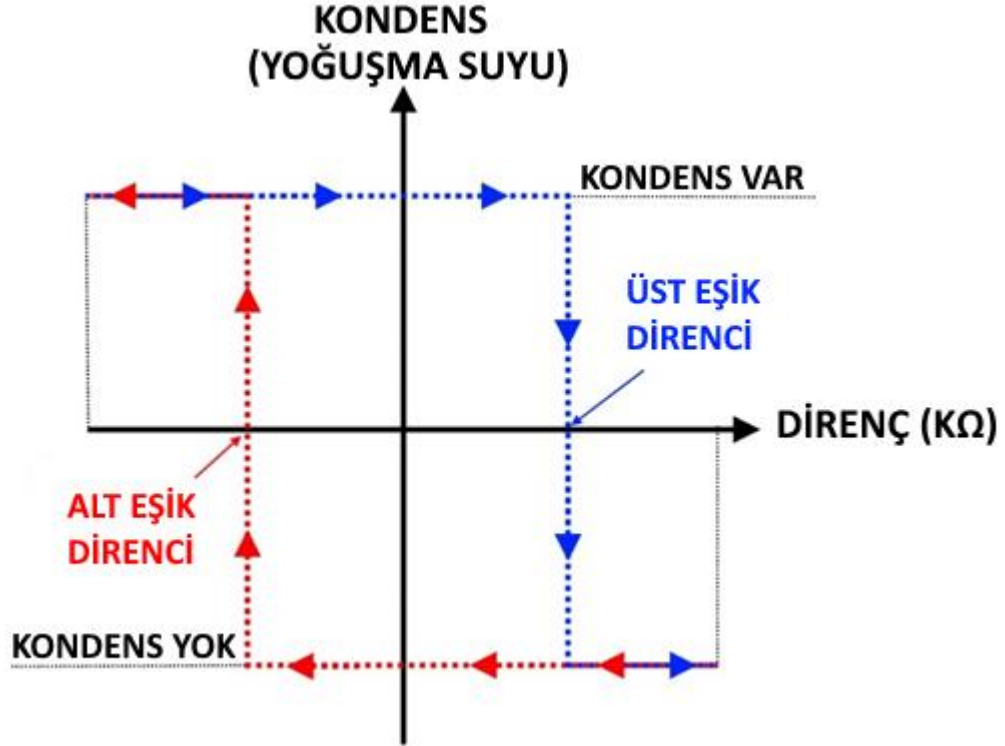 KONDENS
(YOĞUŞMA SUYU)
KONDENS VAR
ÜST EŞİK
DİRENCİ
DİRENÇ (KΩ)
ALT EŞİK
DİRENCİ
KONDENS YOK